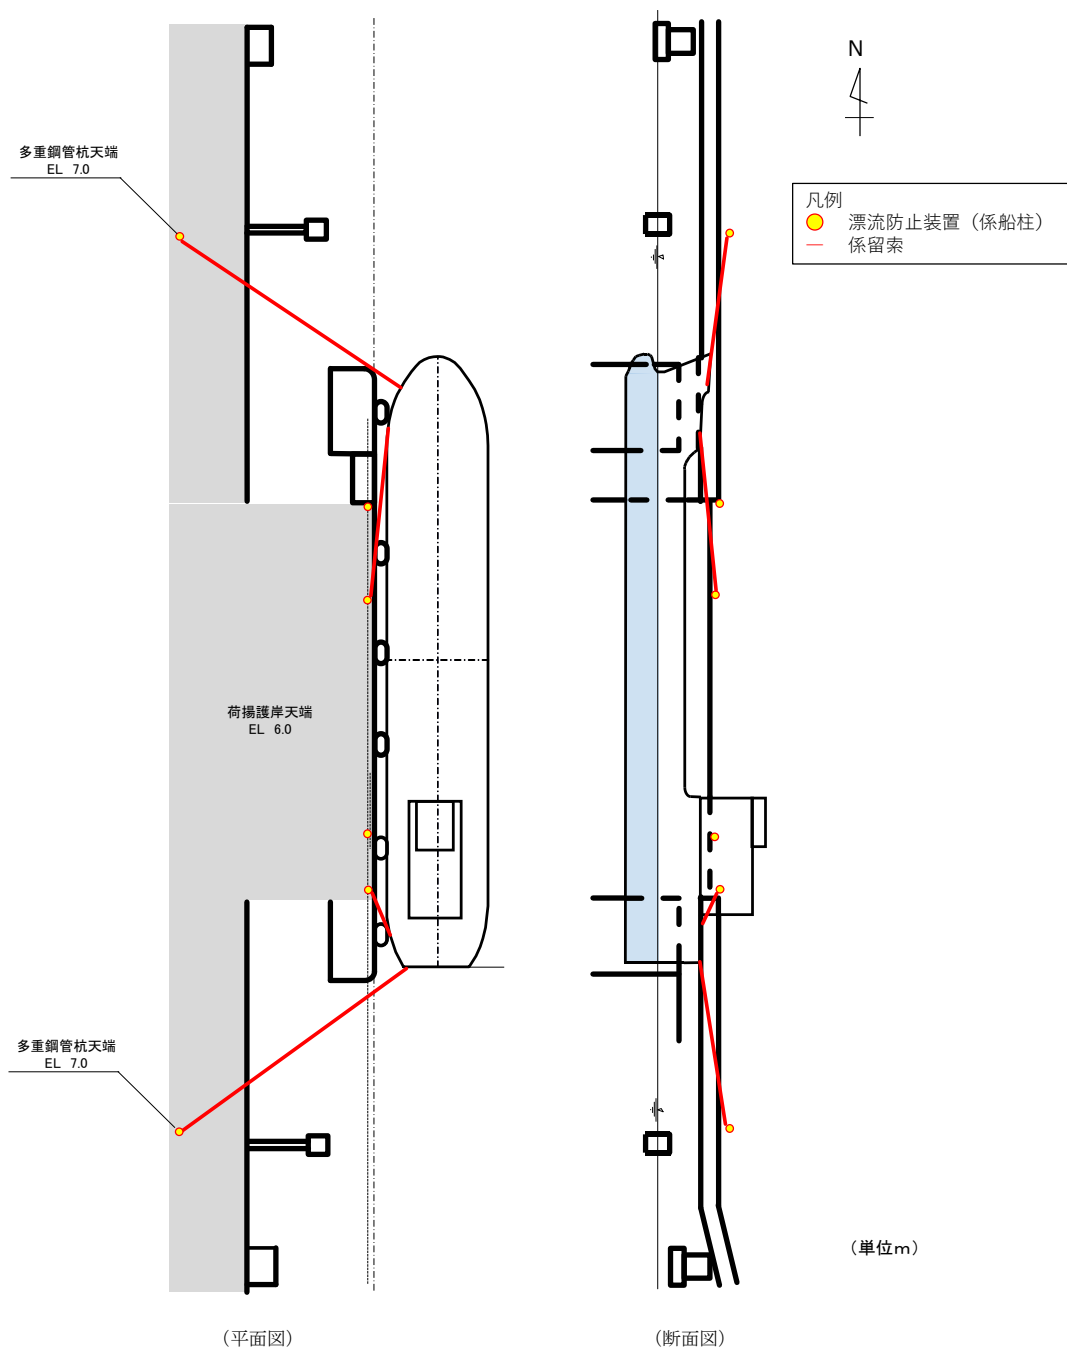 N
多重鋼管杭天端
EL 7.0
凡例
漂流防止装置（係船柱）
係留索
荷揚護岸天端
EL 6.0
多重鋼管杭天端
EL 7.0
（単位ｍ）
（平面図）
（断面図）